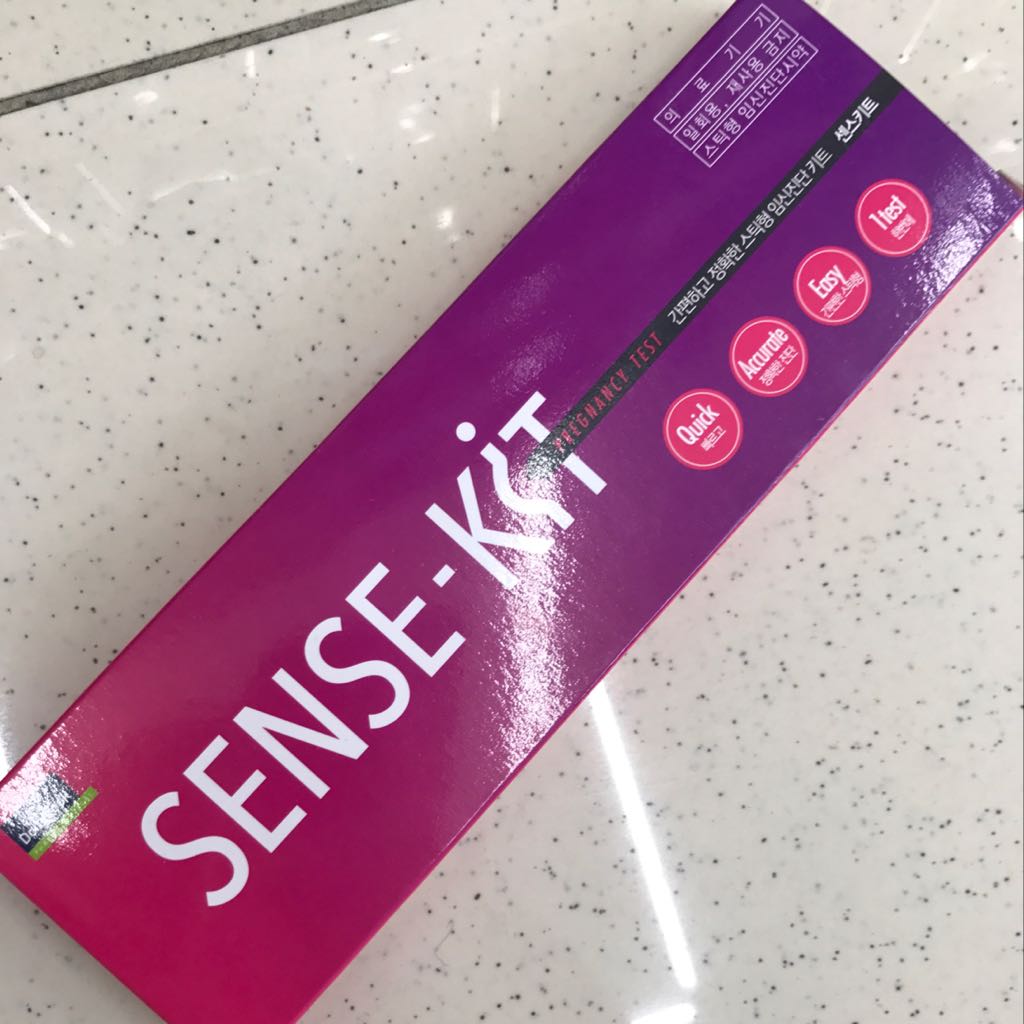 의 료 기 기
일회용, 재사용 금지
스틱형 임신진단시약
SENSE-KiT
PREGNANCY TEST 간편하고 정확한 스틱형 임신진단 키트 센스키트
Quick
빠르고
Accurate
정확한 진단
Easy
간편한 스틱형
1 test